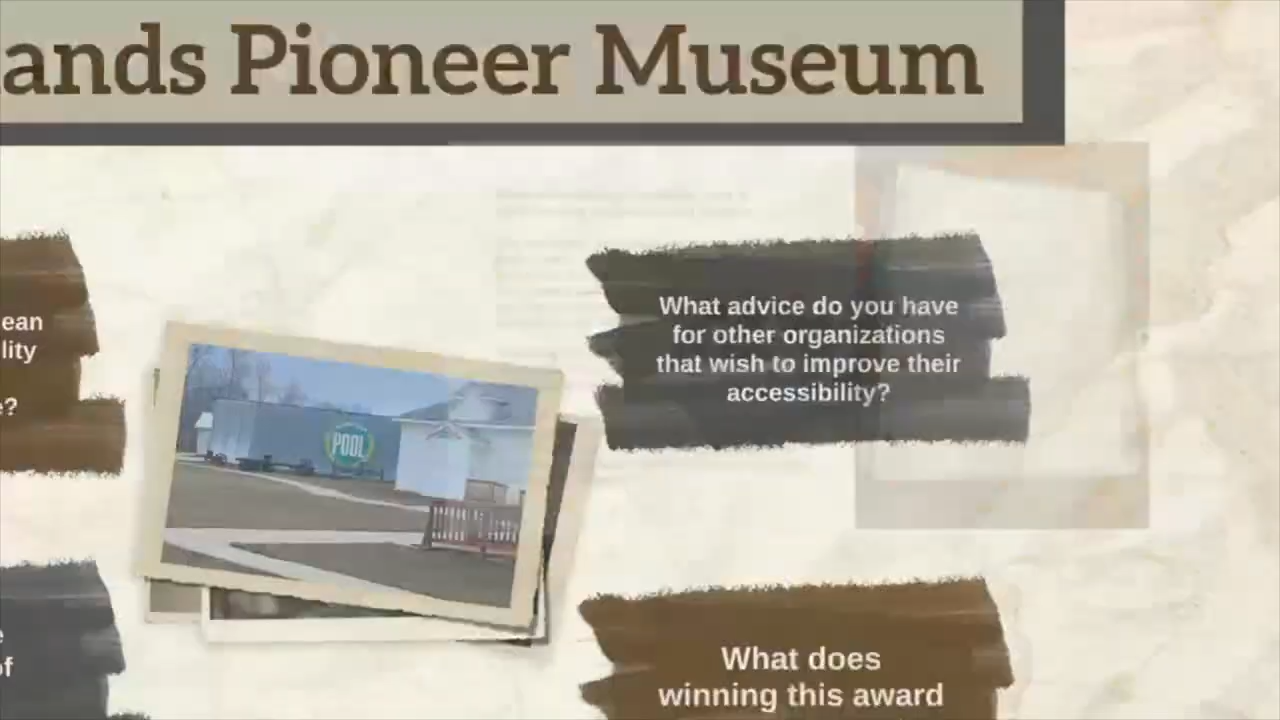 ands Pioneer Museum
ean
lity
e?
POOL
What advice do you have
for other organizations
that wish to improve their
accessibility?
e
of
What does
winning this award